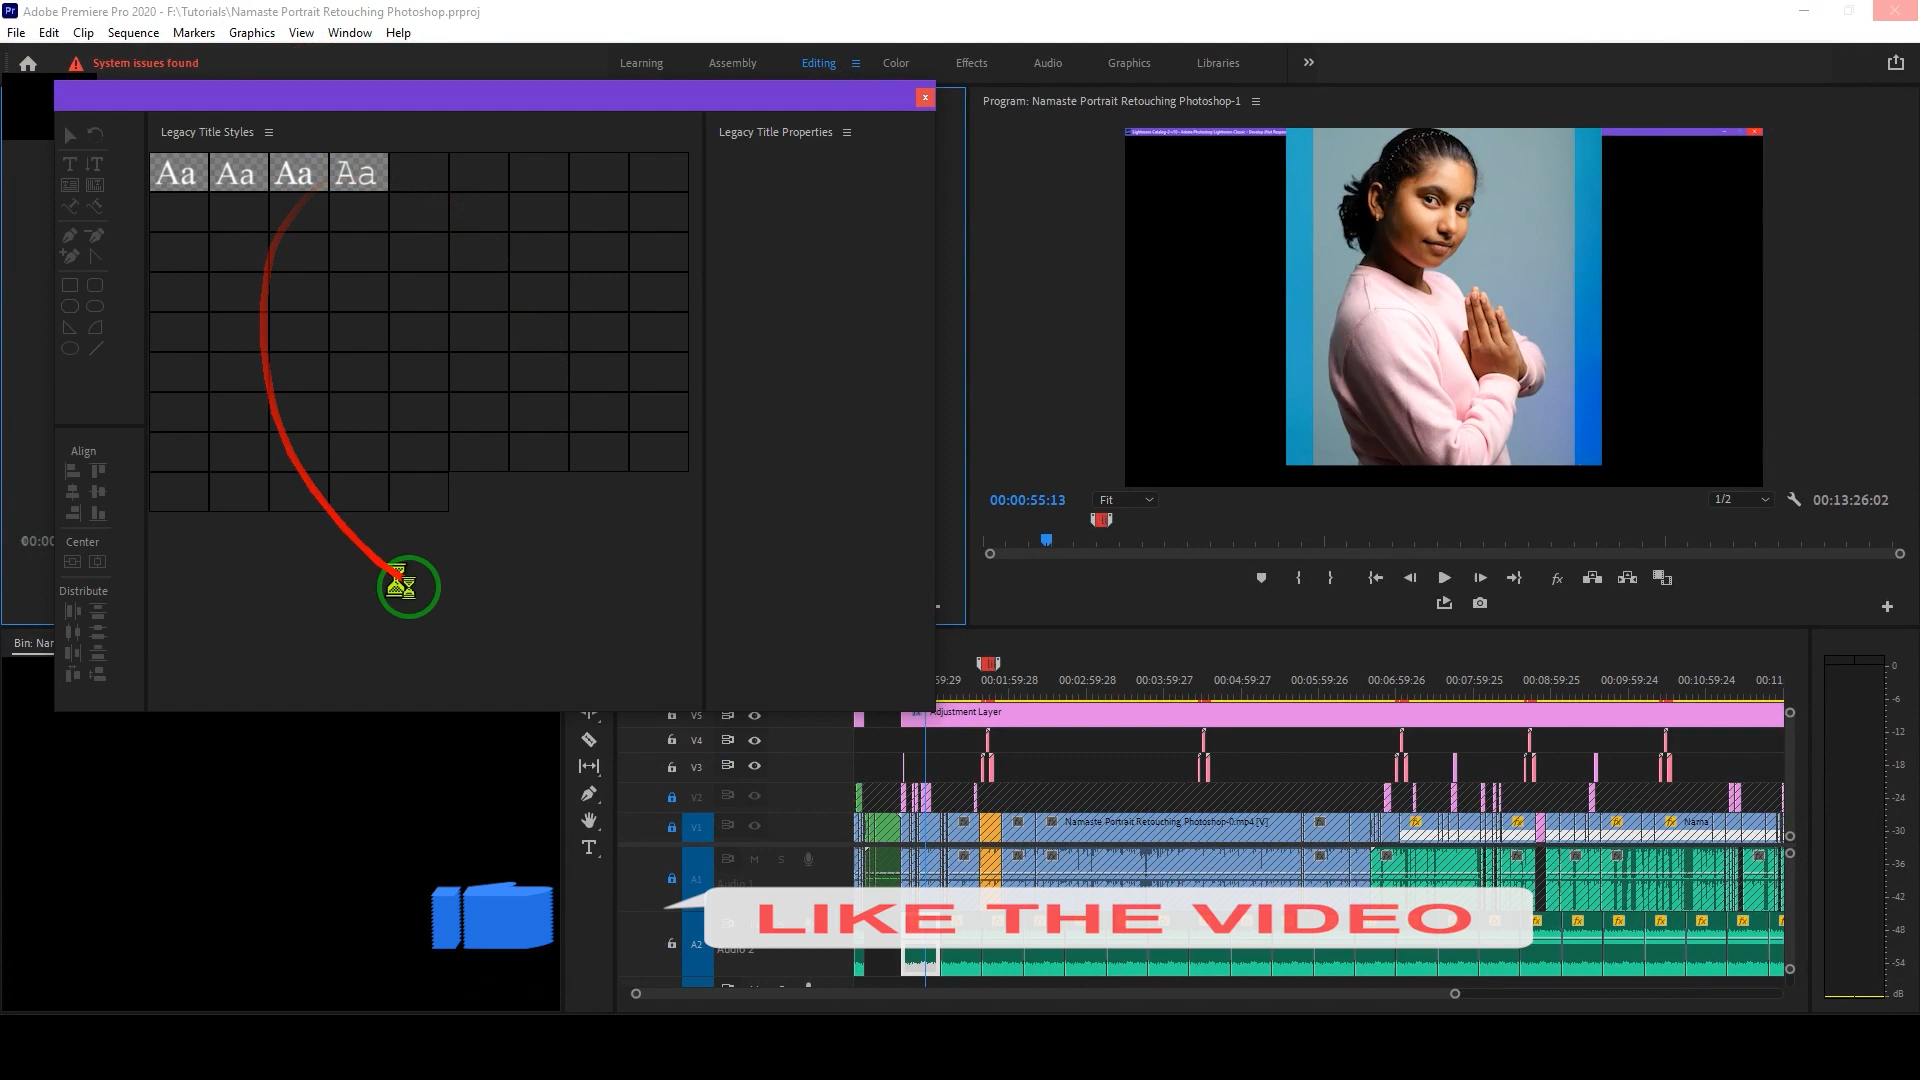 Adobe Premiere Pro 2020 - F:\Tutorials\Namaste Portrait Retouching Photoshop.prproj
File Edit Clip Sequence Markers Graphics View Window Help
System issues found
Learning Assembly Editing Color Effects Audio Graphics Libraries
Legacy Title Styles
Legacy Title Properties
Aa Aa Aa Aa
Align
Center
Distribute
00:00
Bin: Nar
Program: Namaste Portrait Retouching Photoshop-1
00:00:55:13 Fit 1/2 00:13:26:02
59:29 00:01:59:28 00:02:59:28 00:03:59:27 00:04:59:27 00:05:59:26 00:06:59:26 00:07:59:25 00:08:59:25 00:09:59:24 00:10:59:24 00:11
V5 Adjustment Layer
V4
V3
V2
V1 Namaste Portrait Retouching Photoshop-0.mp4 [V] Nama
A1 M S
Audio 1
LIKE THE VIDEO
A2
Audio 2
0
-6
-12
-18
-24
-30
-36
-42
-48
-54
dB